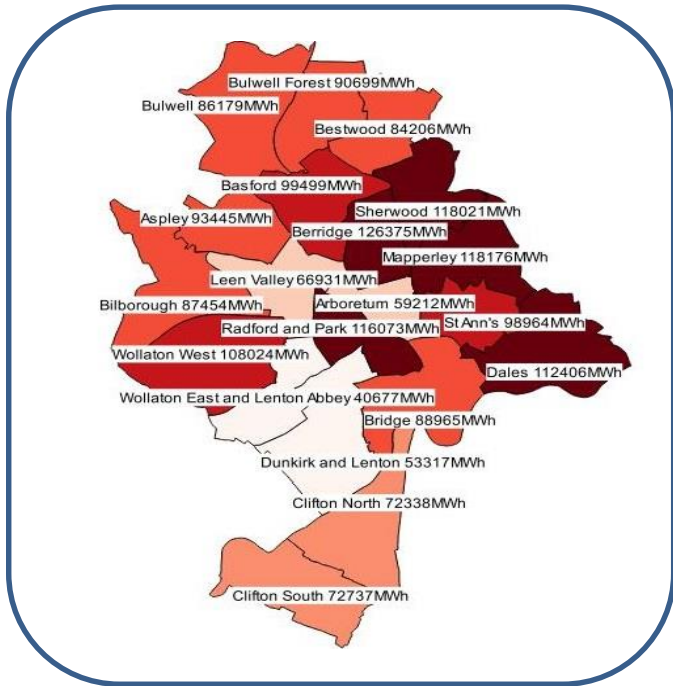 Bulwell Forest 90699MWh
Bulwell 86179MWh
Bestwood 84206MWh
Basford 99499MWh
Sherwood 118021MWh
Aspley 93445MWh
Berridge 126375MWh
Mapperley 118176MWh
Leen Valley 66931MWh
Bilborough 87454MWh
Arboretum 59212MWh
St Ann's 98964MWh
Radford and Park 116073MWh
Wollaton West 108024MWh
Dales 112406MWh
Wollaton East and Lenton Abbey 40677MWh
Bridge 88965MWh
Dunkirk and Lenton 53317MWh
Clifton North 72338MWh
Clifton South 72737MWh